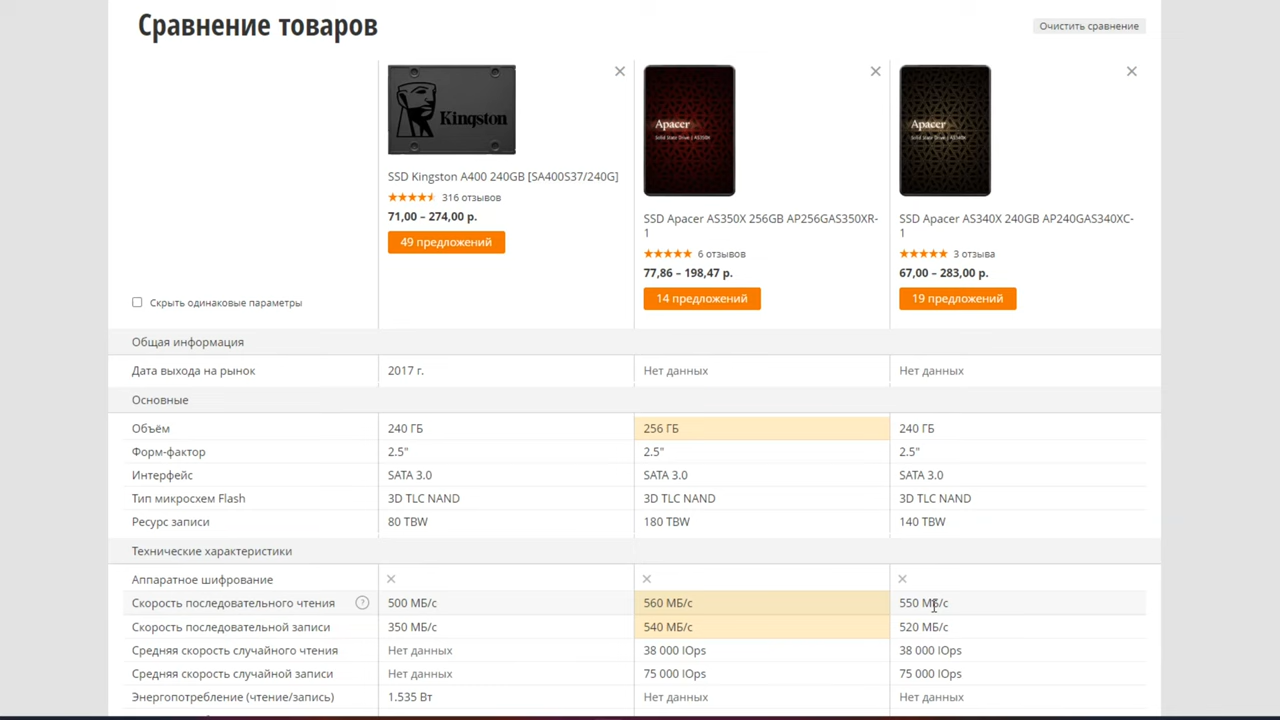 Сравнение товаров
Очистить сравнение
Kingston
Apacer
Solid State Drive | AS350X
Apacer
Solid State Drive | AS340X
SSD Kingston A400 240GB [SA400S37/240G]
316 отзывов
71,00 – 274,00 р.
49 предложений
SSD Apacer AS350X 256GB AP256GAS350XR-
1
6 отзывов
77,86 – 198,47 р.
14 предложений
SSD Apacer AS340X 240GB AP240GAS340XC-
1
3 отзыва
67,00 – 283,00 р.
19 предложений
Скрыть одинаковые параметры
Общая информация
Дата выхода на рынок 2017 г. Нет данных Нет данных
Основные
Объём 240 ГБ 256 ГБ 240 ГБ
Форм-фактор 2.5" 2.5" 2.5"
Интерфейс SATA 3.0 SATA 3.0 SATA 3.0
Тип микросхем Flash 3D TLC NAND 3D TLC NAND 3D TLC NAND
Ресурс записи 80 TBW 180 TBW 140 TBW
Технические характеристики
Аппаратное шифрование
Скорость последовательного чтения ? 500 МБ/с 560 МБ/с 550 МБ/с
Скорость последовательной записи 350 МБ/с 540 МБ/с 520 МБ/с
Средняя скорость случайного чтения Нет данных 38 000 IOps 38 000 IOps
Средняя скорость случайной записи Нет данных 75 000 IOps 75 000 IOps
Энергопотребление (чтение/запись) 1.535 Вт Нет данных Нет данных